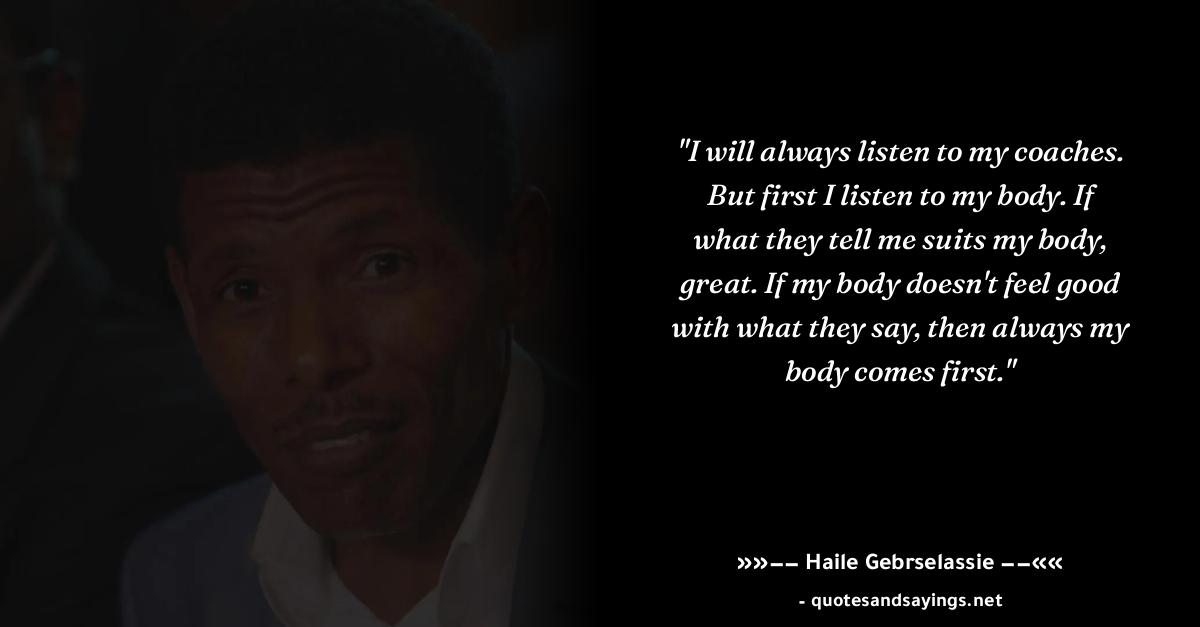 "I will always listen to my coaches.
But first I listen to my body. If
what they tell me suits my body,
great. If my body doesn't feel good
with what they say, then always my
body comes first."
»»−− Haile Gebrselassie −−««
- quotesandsayings.net